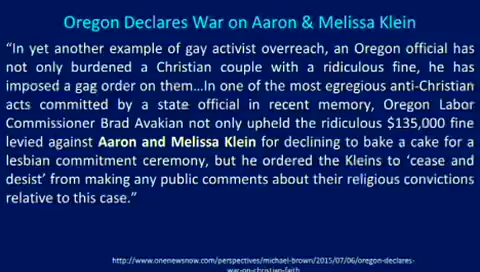 Oregon Declares War on Aaron & Melissa Klein
“In yet another example of gay activist overreach, an Oregon official has
not only burdened a Christian couple with a ridiculous fine, he has
imposed a gag order on them…In one of the most egregious anti-Christian
acts committed by a state official in recent memory, Oregon Labor
Commissioner Brad Avakian not only upheld the ridiculous $135,000 fine
levied against Aaron and Melissa Klein for declining to bake a cake for a
lesbian commitment ceremony, but he ordered the Kleins to ‘cease and
desist’ from making any public comments about their religious convictions
relative to this case.”
http://www.onenewsnow.com/perspectives/michael-brown/2015/07/06/oregon-declares-
war-on-christian-faith